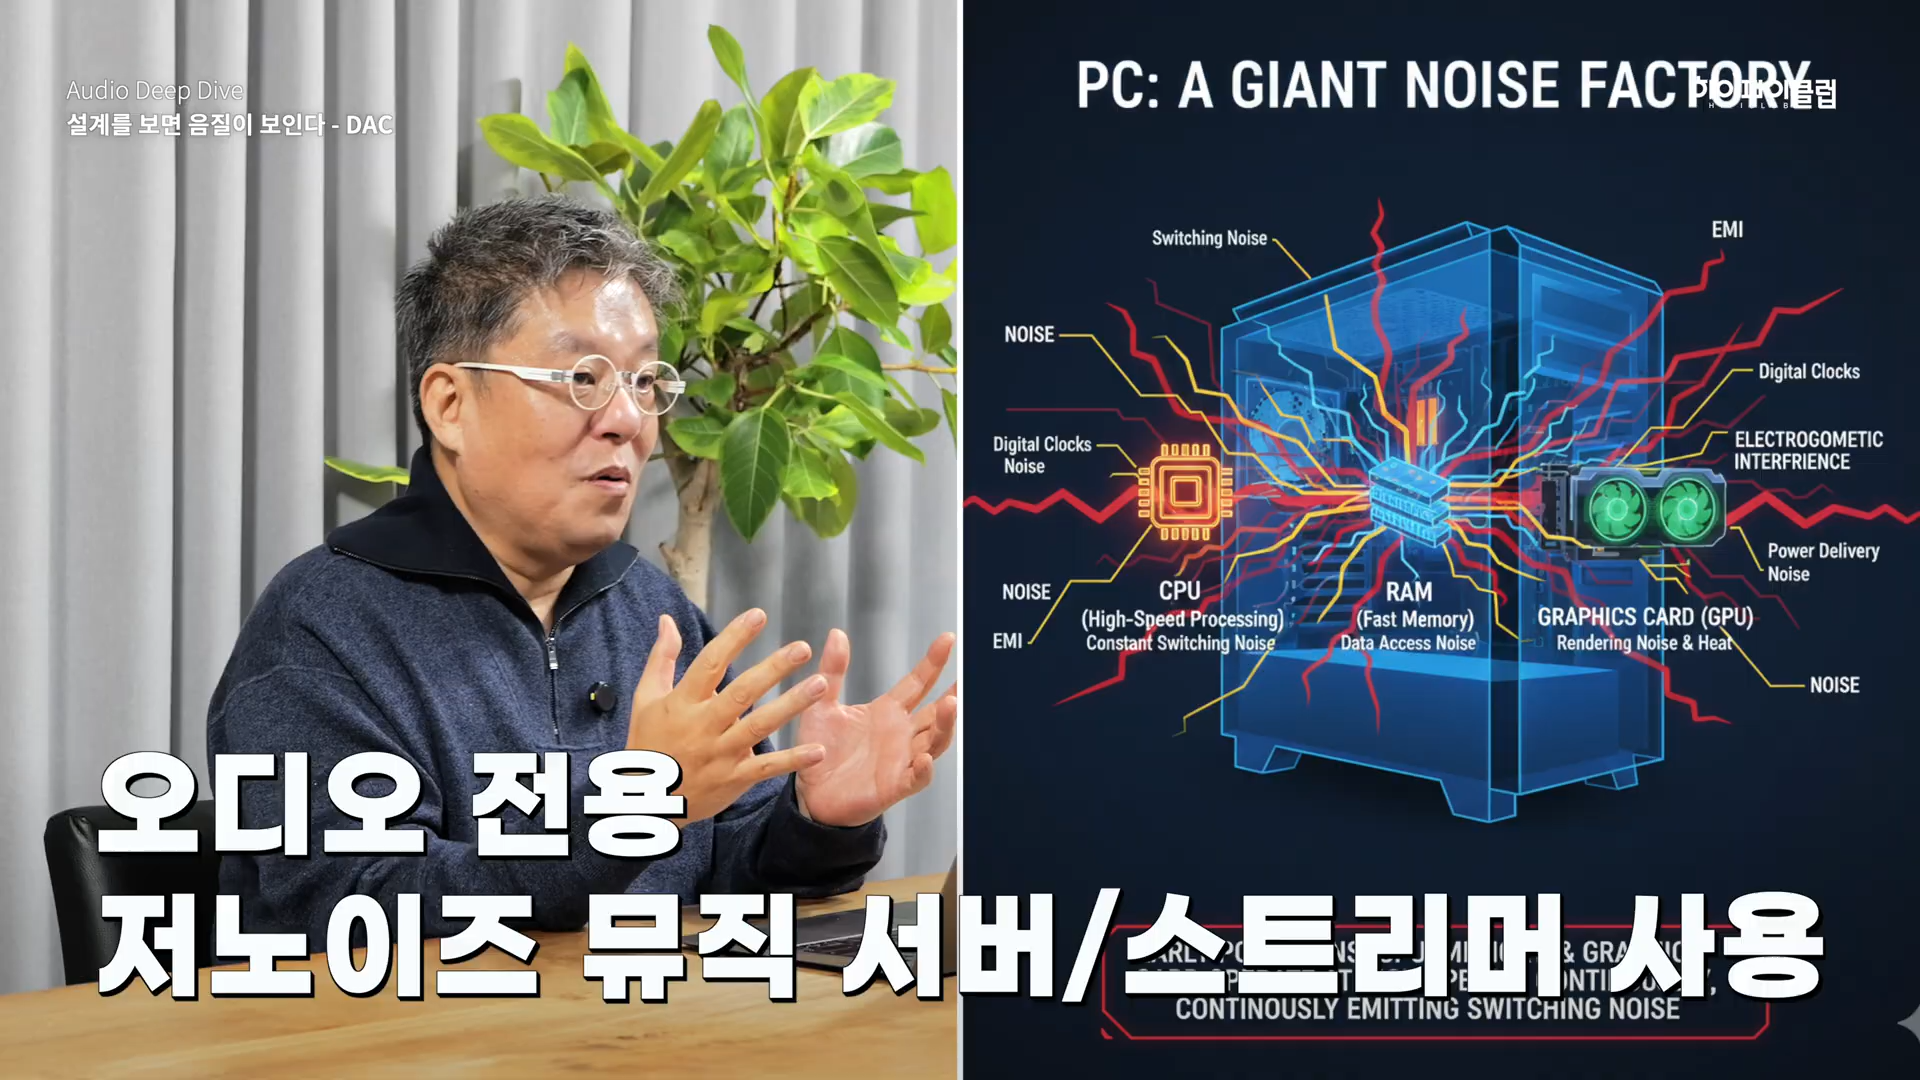 Audio Deep Dive
설계를 보면 음질이 보인다 - DAC
PC: A GIANT NOISE FACTORY
하이파이클럽
Switching Noise
EMI
NOISE
Digital Clocks
Digital Clocks
Noise
ELECTROGOMETIC
INTERFRIENCE
Power Delivery
Noise
NOISE
EMI
CPU
(High-Speed Processing)
Constant Switching Noise
RAM
(Fast Memory)
Data Access Noise
GRAPHICS CARD (GPU)
Rendering Noise & Heat
NOISE
오디오 전용
저노이즈 뮤직 서버/스트리머 사용
CONTINOUSLY EMITTING SWITCHING NOISE